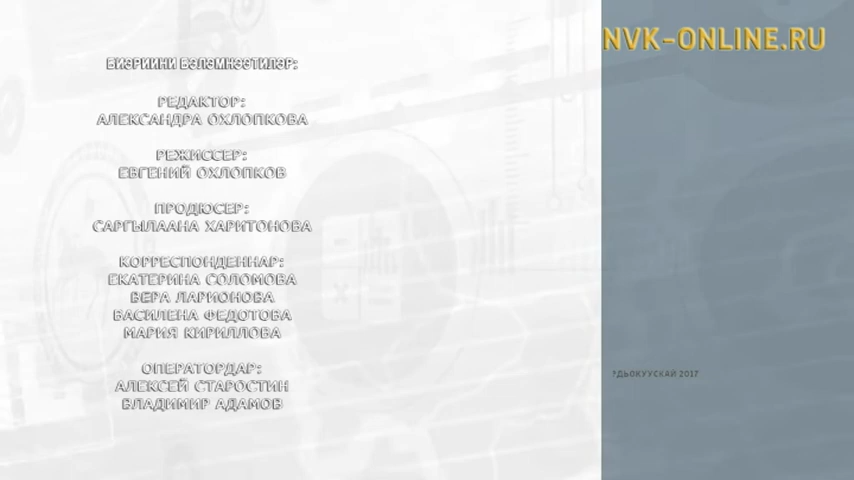 БИЭРИИНИ БЭЛЭМНЭЭТИЛЭР:
РЕДАКТОР:
АЛЕКСАНДРА ОХЛОПКОВА
РЕЖИССЕР:
ЕВГЕНИЙ ОХЛОПКОВ
ПРОДЮСЕР:
САРГЫЛААНА ХАРИТОНОВА
КОРРЕСПОНДЕННАР:
ЕКАТЕРИНА СОЛОМОВА
ВЕРА ЛАРИОНОВА
ВАСИЛЕНА ФЕДОТОВА
МАРИЯ КИРИЛЛОВА
ОПЕРАТОРДАР:
АЛЕКСЕЙ СТАРОСТИН
ВЛАДИМИР АДАМОВ
NVK-ONLINE.RU
ДЬОКУУСКАЙ 2017